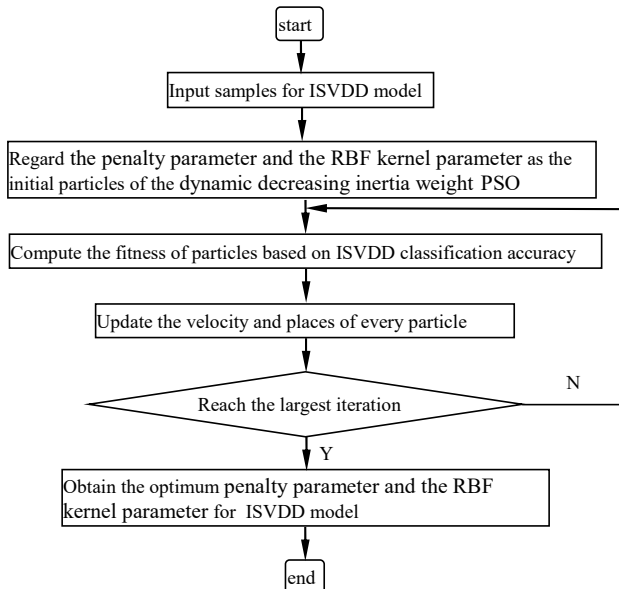 start
Input samples for ISVDD model
Regard the penalty parameter and the RBF kernel parameter as the
initial particles of the dynamic decreasing inertia weight PSO
Compute the fitness of particles based on ISVDD classification accuracy
Update the velocity and places of every particle
Reach the largest iteration
N
Y
Obtain the optimum penalty parameter and the RBF
kernel parameter for ISVDD model
end